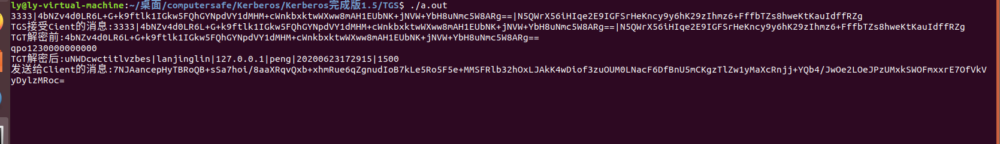 ly@ly-virtual-machine:~/桌面/computersafe/Kerberos/Kerberos完成版1.5/TGS$ ./a.out
3333|4bNZv4d0LR6L+G+k9ftlk1IGkw5FQhGYNpdVY1dMHM+cWnkbxktwWXww8mAH1EUbNK+jNVW+YbH8uNmc5W8ARg==|N5QWrX56iHIqe2E9IGFSrHeKncy9y6hK29zIhmz6+FffbTZs8hweKtKauIdffRZg
TGS接受Cient的消息:3333|4bNZv4d0LR6L+G+k9ftlk1IGkw5FQhGYNpdVY1dMHM+cWnkbxktwWXww8mAH1EUbNK+jNVW+YbH8uNmc5W8ARg==|N5QWrX56iHIqe2E9IGFSrHeKncy9y6hK29zIhmz6+FffbTZs8hweKtKauIdffRZg
TGT解密前:4bNZv4d0LR6L+G+k9ftlk1IGkw5FQhGYNpdVY1dMHM+cWnkbxktwWXww8mAH1EUbNK+jNVW+YbH8uNmc5W8ARg==
qpo1230000000000
TGT解密后:uNWDcwctitlvzbes|lanjinglin|127.0.0.1|peng|20200623172915|1500
发送给Client的消息:7NJAancepHyTBRoQB+sSa7hoi/8aaXRqvQxb+xhmRue6qZgnudIoB7kLe5Ro5F5e+MMSFRlb32hOxLJAkK4wDiof3zuOUM0LNacF6DfBnU5mCKgzTlZw1yMaXcRnjj+YQb4/JwOe2LOeJPzUMxkSWOFmxxrE7OfVkV
yDylzMRoc=